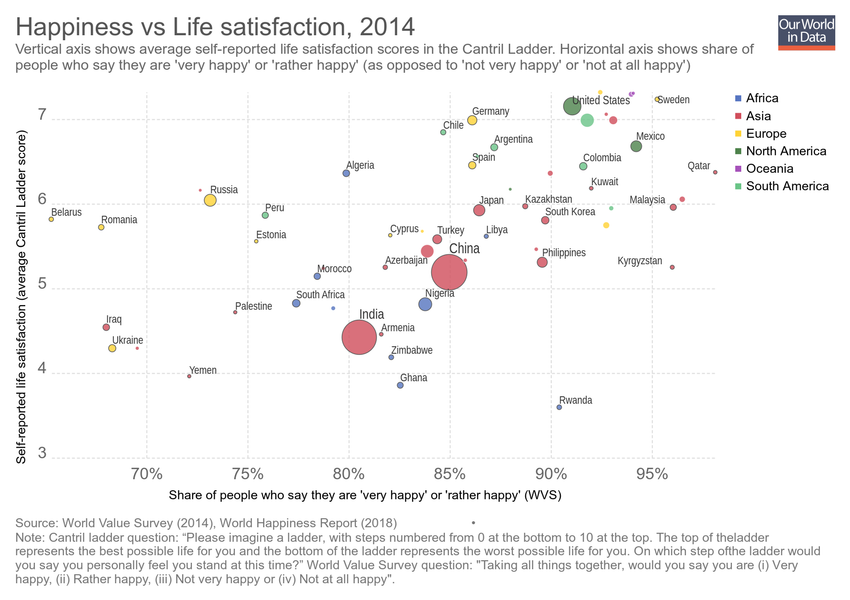 Happiness vs Life satisfaction, 2014
Our World
in Data
Vertical axis shows average self-reported life satisfaction scores in the Cantril Ladder. Horizontal axis shows share of
people who say they are 'very happy' or 'rather happy' (as opposed to 'not very happy' or 'not at all happy')
Self-reported life satisfaction (average Cantril Ladder score)
7
6
5
4
3
United States
Sweden
Germany
Chile
Argentina
Mexico
Spain
Colombia
Algeria
Qatar
Kuwait
Russia
Kazakhstan
Malaysia
Japan
Belarus
Peru
South Korea
Romania
Cyprus
Turkey
Libya
Estonia
China
Philippines
Azerbaijan
Kyrgyzstan
Morocco
South Africa
Nigeria
Palestine
India
Iraq
Armenia
Ukraine
Zimbabwe
Yemen
Ghana
Rwanda
70%
75%
80%
85%
90%
95%
Share of people who say they are 'very happy' or 'rather happy' (WVS)
Africa
Asia
Europe
North America
Oceania
South America
Source: World Value Survey (2014), World Happiness Report (2018)
Note: Cantril ladder question: “Please imagine a ladder, with steps numbered from 0 at the bottom to 10 at the top. The top of theladder
represents the best possible life for you and the bottom of the ladder represents the worst possible life for you. On which step ofthe ladder would
you say you personally feel you stand at this time?” World Value Survey question: "Taking all things together, would you say you are (i) Very
happy, (ii) Rather happy, (iii) Not very happy or (iv) Not at all happy".